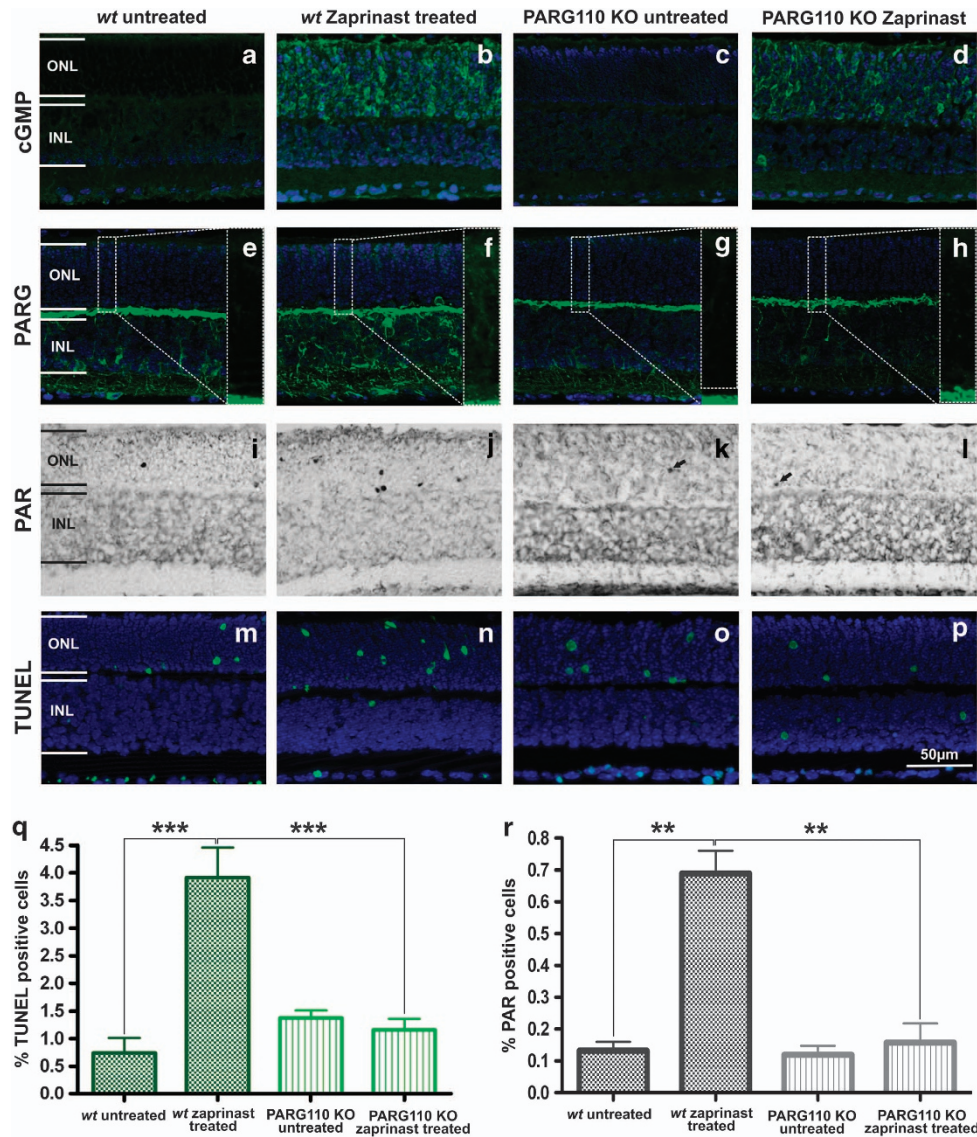 wt untreated
wt Zaprinast treated
PARG110 KO untreated
PARG110 KO Zaprinast
cGMP
ONL
INL
a
b
c
d
PARG
ONL
INL
e
f
g
h
PAR
ONL
INL
i
j
k
l
TUNEL
ONL
INL
m
n
o
p
50µm
q
***
***
% TUNEL positive cells
4.5
4.0
3.5
3.0
2.5
2.0
1.5
1.0
0.5
0.0
wt untreated
wt zaprinast
treated
PARG110 KO
untreated
PARG110 KO
zaprinast treated
r
**
**
% PAR positive cells
0.8
0.7
0.6
0.5
0.4
0.3
0.2
0.1
0.0
wt untreated
wt zaprinast
treated
PARG110 KO
untreated
PARG110 KO
zaprinast treated